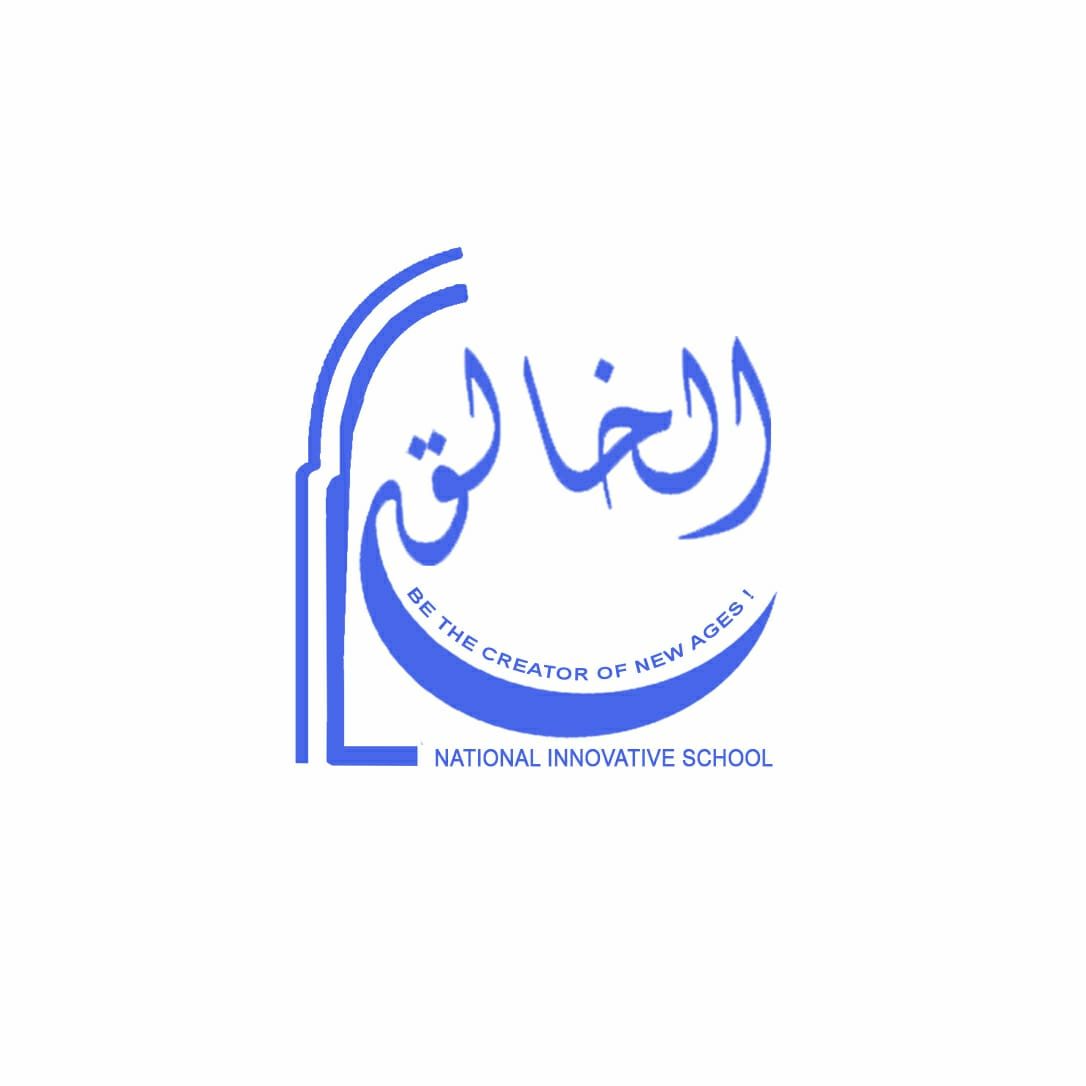 الخالق
BE THE CREATOR OF NEW AGES !
NATIONAL INNOVATIVE SCHOOL